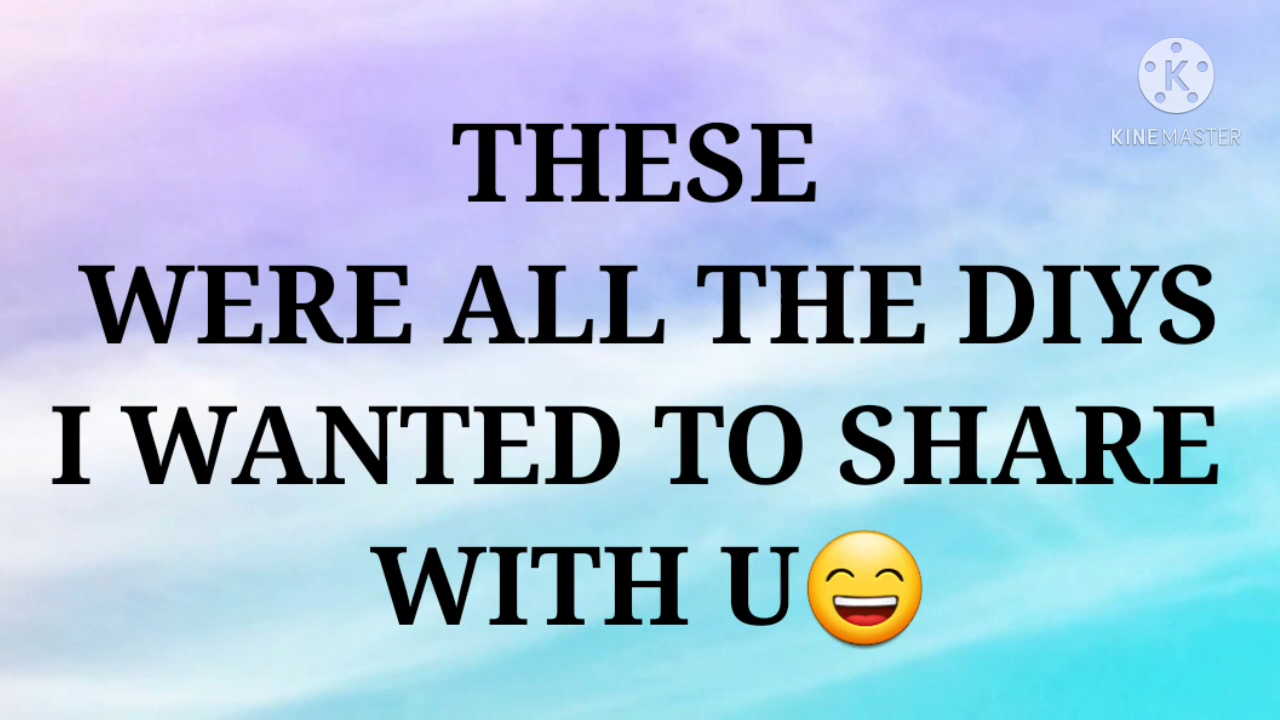 K
KINEMASTER
THESE
WERE ALL THE DIYS
I WANTED TO SHARE
WITH U😄